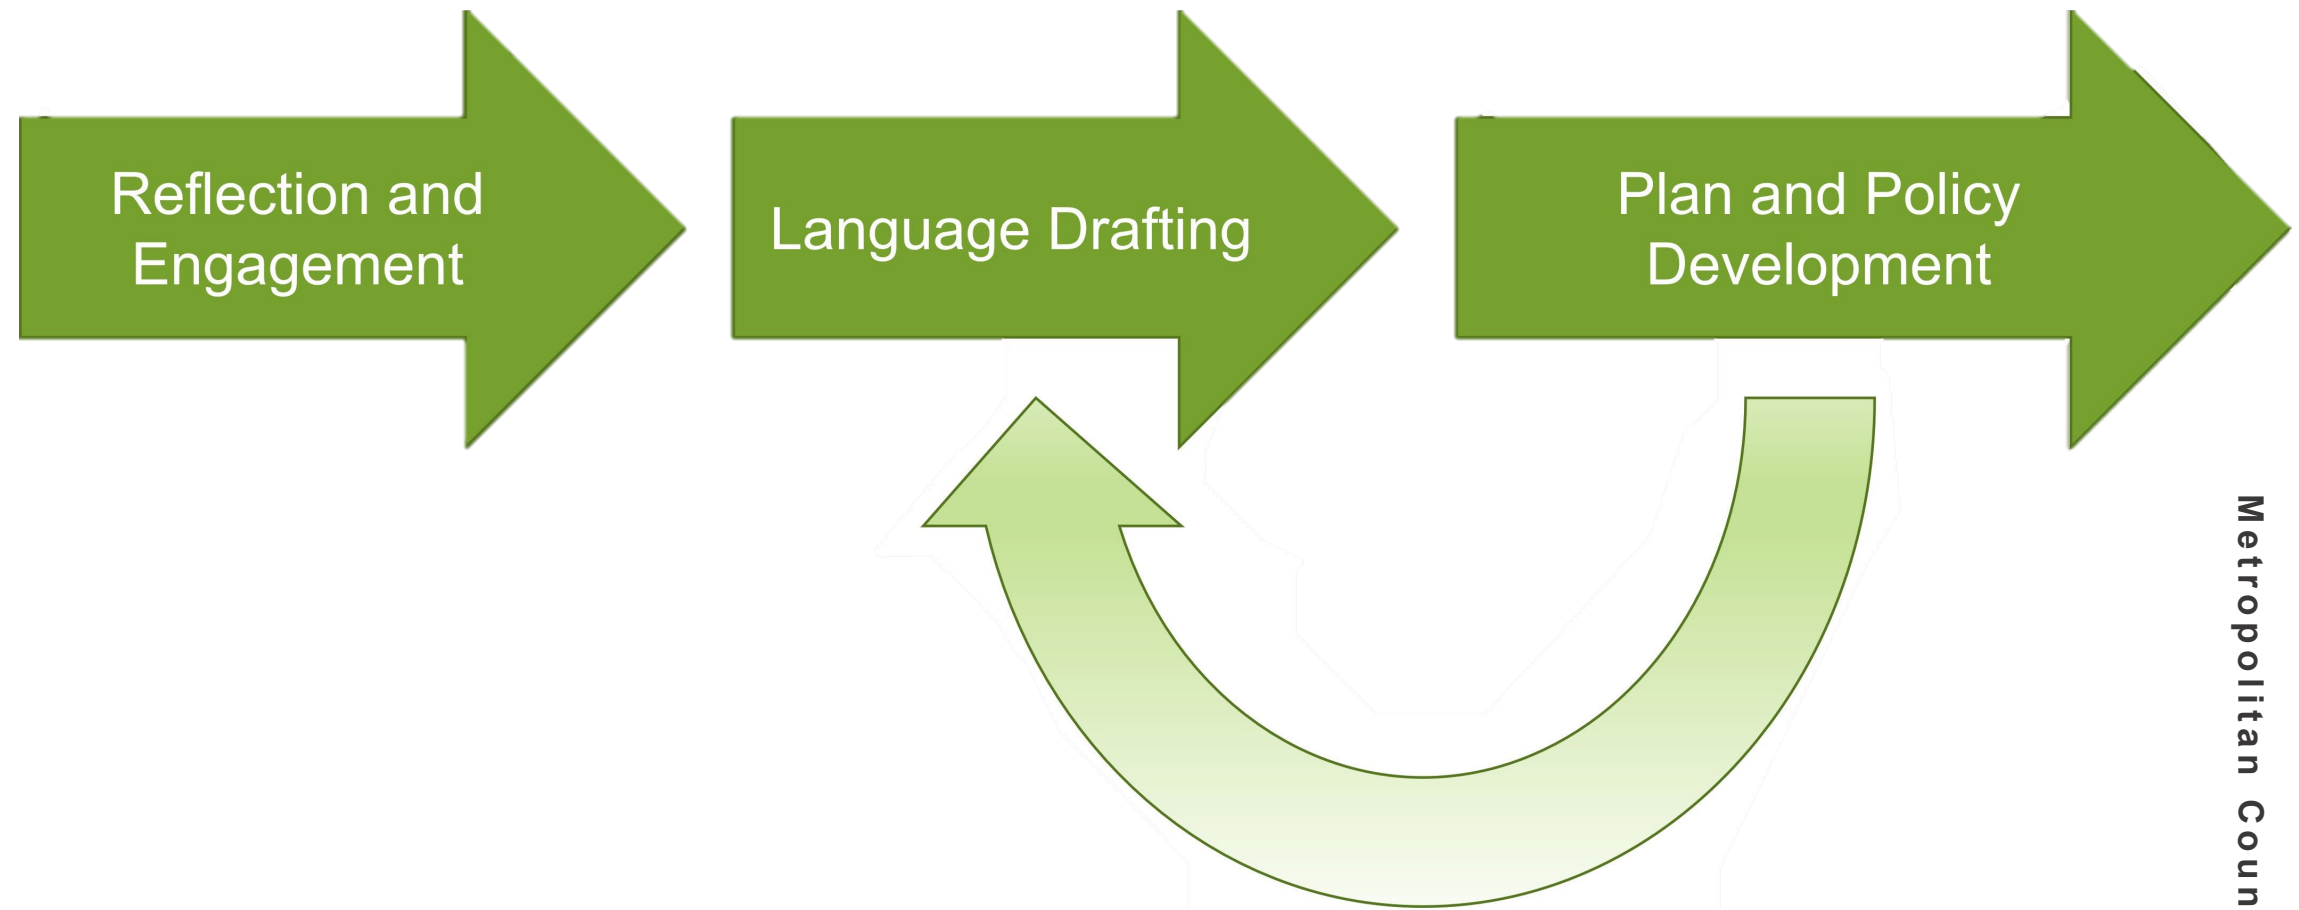 Reflection and
Engagement
Language Drafting
Plan and Policy
Development
Metropolitan Coun